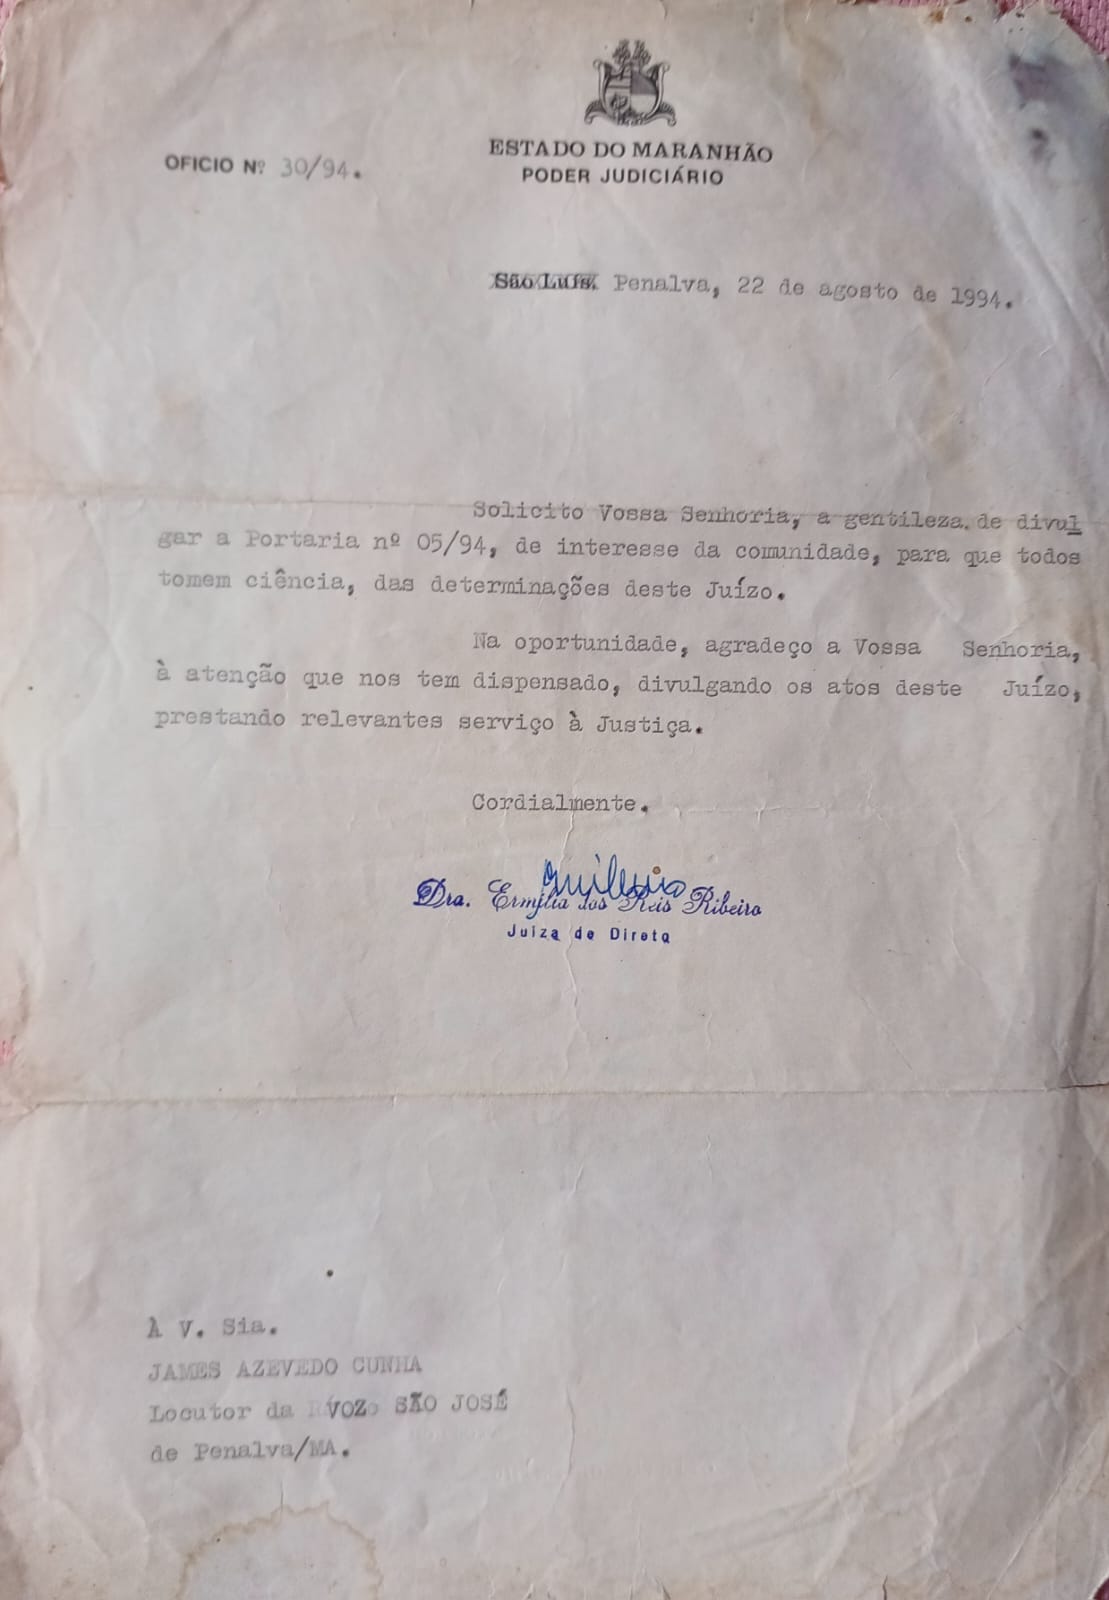 ESTADO DO MARANHÃO
PODER JUDICIÁRIO
OFICIO Nº 30/94.
São Luís. Penalva, 22 de agosto de 1994.
Solicito Vossa Senhoria, a gentileza de divul
gar a Portaria nº 05/94, de interesse da comunidade, para que todos
tomem ciência, das determinações deste Juízo.
Na oportunidade, agradeço a Vossa Senhoria,
à atenção que nos tem dispensado, divulgando os atos deste Juízo,
prestando relevantes serviço à Justiça.
Cordialmente.
Dra. Ermília dos Reis Ribeiro
Juiza de Direto
À V. Sia.
JAMES AZEVEDO CUNHA
Locutor da VOZ SÃO JOSÉ
de Penalva/MA.